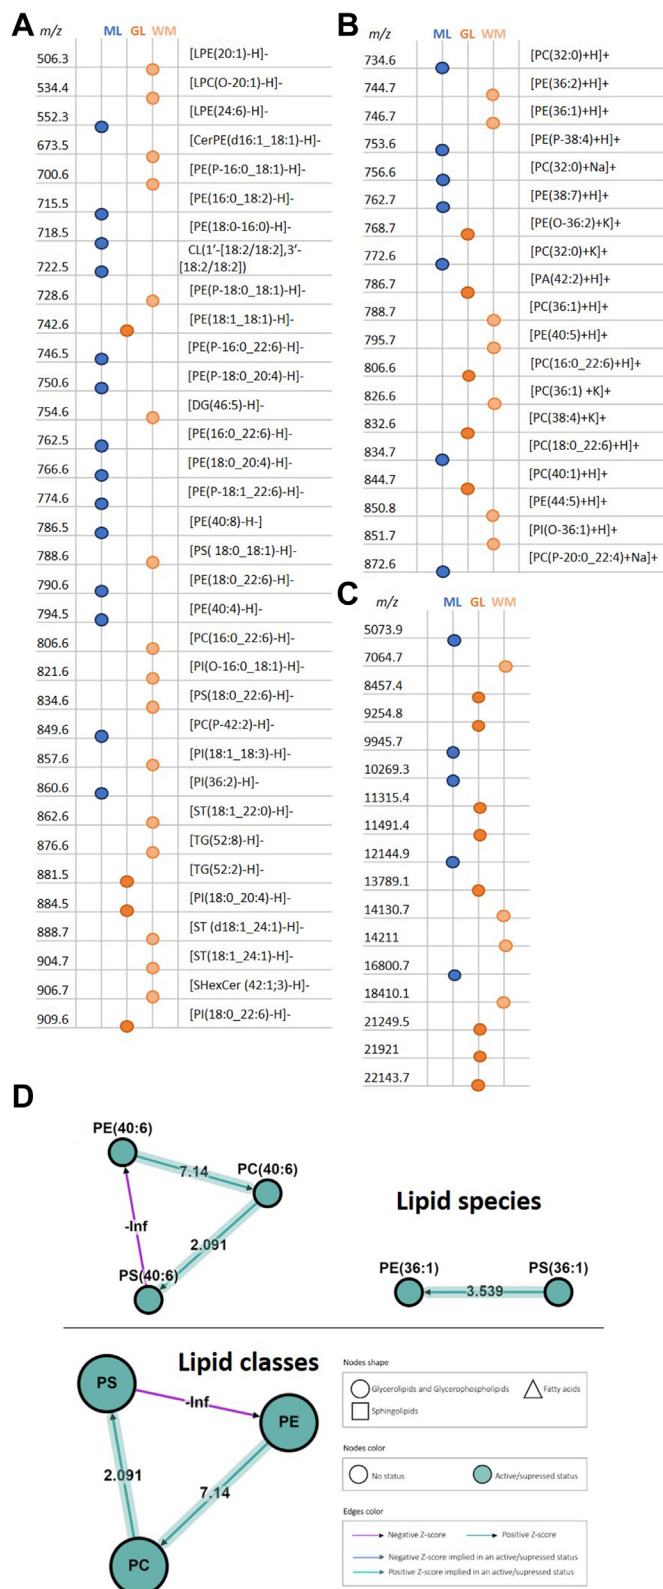 A
m/z ML GL WM
506.3 [LPE(20:1)-H]-
534.4 [LPC(O-20:1)-H]-
552.3 [LPE(24:6)-H]-
673.5 [CerPE(d16:1_18:1)-H]-
700.6 [PE(P-16:0_18:1)-H]-
715.5 [PE(16:0_18:2)-H]-
718.5 [PE(18:0-16:0)-H]-
722.5 CL(1′-[18:2/18:2],3′-
[18:2/18:2])
728.6 [PE(P-18:0_18:1)-H]-
742.6 [PE(18:1_18:1)-H]-
746.5 [PE(P-16:0_22:6)-H]-
750.6 [PE(P-18:0_20:4)-H]-
754.6 [DG(46:5)-H]-
762.5 [PE(16:0_22:6)-H]-
766.6 [PE(18:0_20:4)-H]-
774.6 [PE(P-18:1_22:6)-H]-
786.5 [PE(40:8)-H-]
788.6 [PS( 18:0_18:1)-H]-
790.6 [PE(18:0_22:6)-H]-
794.5 [PE(40:4)-H]-
806.6 [PC(16:0_22:6)-H]-
821.6 [PI(O-16:0_18:1)-H]-
834.6 [PS(18:0_22:6)-H]-
849.6 [PC(P-42:2)-H]-
857.6 [PI(18:1_18:3)-H]-
860.6 [PI(36:2)-H]-
862.6 [ST(18:1_22:0)-H]-
876.6 [TG(52:8)-H]-
881.5 [TG(52:2)-H]-
884.5 [PI(18:0_20:4)-H]-
888.7 [ST (d18:1_24:1)-H]-
904.7 [ST(18:1_24:1)-H]-
906.7 [SHexCer (42:1;3)-H]-
909.6 [PI(18:0_22:6)-H]-
B
m/z ML GL WM
734.6 [PC(32:0)+H]+
744.7 [PE(36:2)+H]+
746.7 [PE(36:1)+H]+
753.6 [PE(P-38:4)+H]+
756.6 [PC(32:0)+Na]+
762.7 [PE(38:7)+H]+
768.7 [PE(O-36:2)+K]+
772.6 [PC(32:0)+K]+
786.7 [PA(42:2)+H]+
788.7 [PC(36:1)+H]+
795.7 [PE(40:5)+H]+
806.6 [PC(16:0_22:6)+H]+
826.6 [PC(36:1) +K]+
832.6 [PC(38:4)+K]+
834.7 [PC(18:0_22:6)+H]+
844.7 [PC(40:1)+H]+
850.8 [PE(44:5)+H]+
851.7 [PI(O-36:1)+H]+
872.6 [PC(P-20:0_22:4)+Na]+
C
m/z ML GL WM
5073.9
7064.7
8457.4
9254.8
9945.7
10269.3
11315.4
11491.4
12144.9
13789.1
14130.7
14211
16800.7
18410.1
21249.5
21921
22143.7
D
PE(40:6)
7.14
PC(40:6)
-Inf
2.091
PS(40:6)
Lipid species
PE(36:1) PS(36:1)
3.539
Lipid classes
PS
-Inf
PE
2.091
7.14
PC
Nodes shape
Glycerolipids and Glycerophospholipids Fatty acids
Sphingolipids
Nodes color
No status Active/supressed status
Edges color
Negative Z-score Positive Z-score
Negative Z-score implied in an active/supressed status
Positive Z-score implied in an active/supressed status